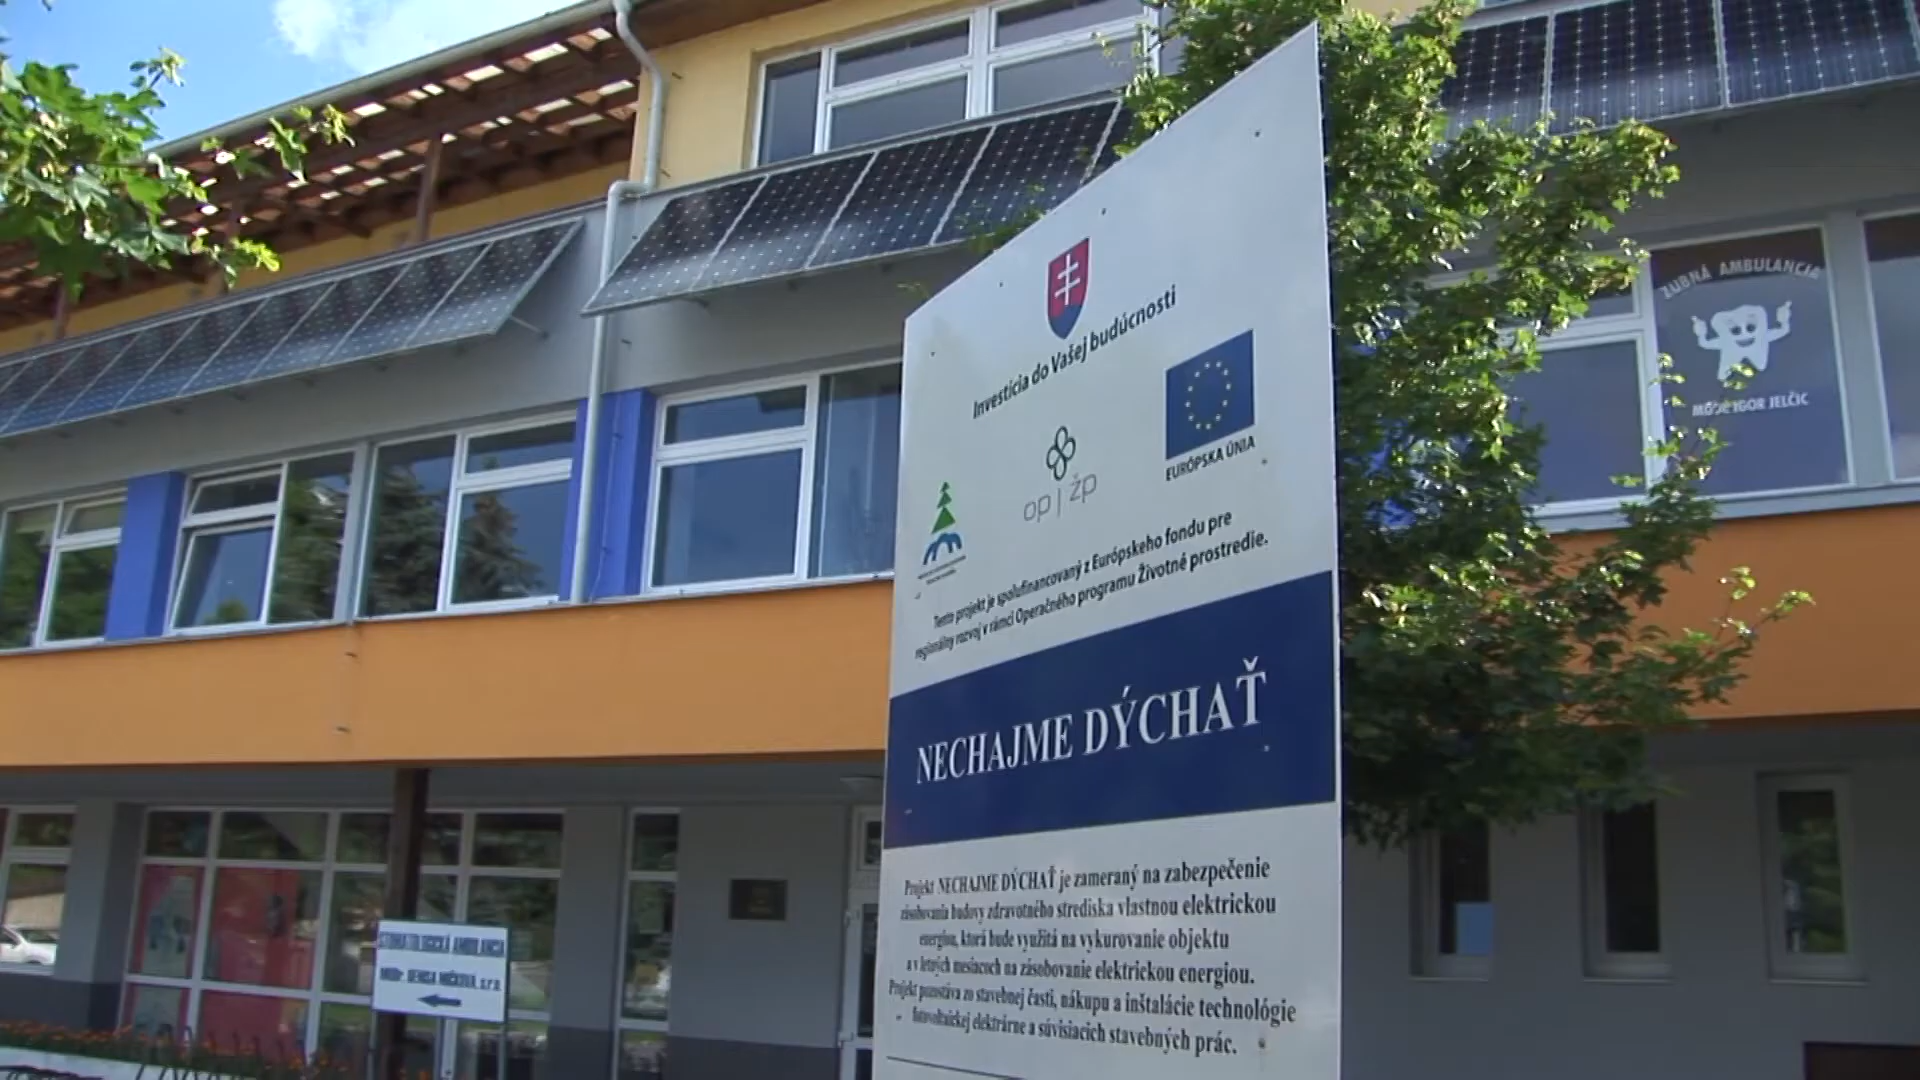 Investícia do Vašej budúcnosti
EURÓPSKA ÚNIA
op | žp
Tento projekt je spolufinancovaný z Európskeho fondu pre
regionálny rozvoj v rámci Operačného programu Životné prostredie.
NECHAJME DÝCHAŤ
Projekt NECHAJME DÝCHAŤ je zameraný na zabezpečenie
zásobovania budovy zdravotného strediska vlastnou elektrickou
energiou, ktorá bude využitá na vykurovanie objektu
a v letných mesiacoch na zásobovanie elektrickou energiou.
Projekt pozostáva zo stavebnej časti, nákupu a inštalácie technológie
fotovoltaickej elektrárne a súvisiacich stavebných prác.
ZUBNÁ AMBULANCIA
IGOR JELČIC
STOMATOLOGICKÁ AMBULANCIA
MUDr. DENISA MIČKOVÁ, s.r.o.